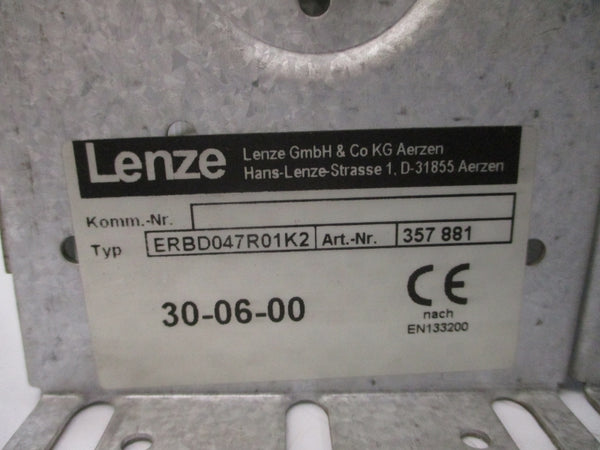 Lenze
Lenze GmbH & Co KG Aerzen
Hans-Lenze-Strasse 1, D-31855 Aerzen
Komm.-Nr.
Typ ERBD047R01K2 Art.-Nr. 357 881
30-06-00
CE
nach
EN133200